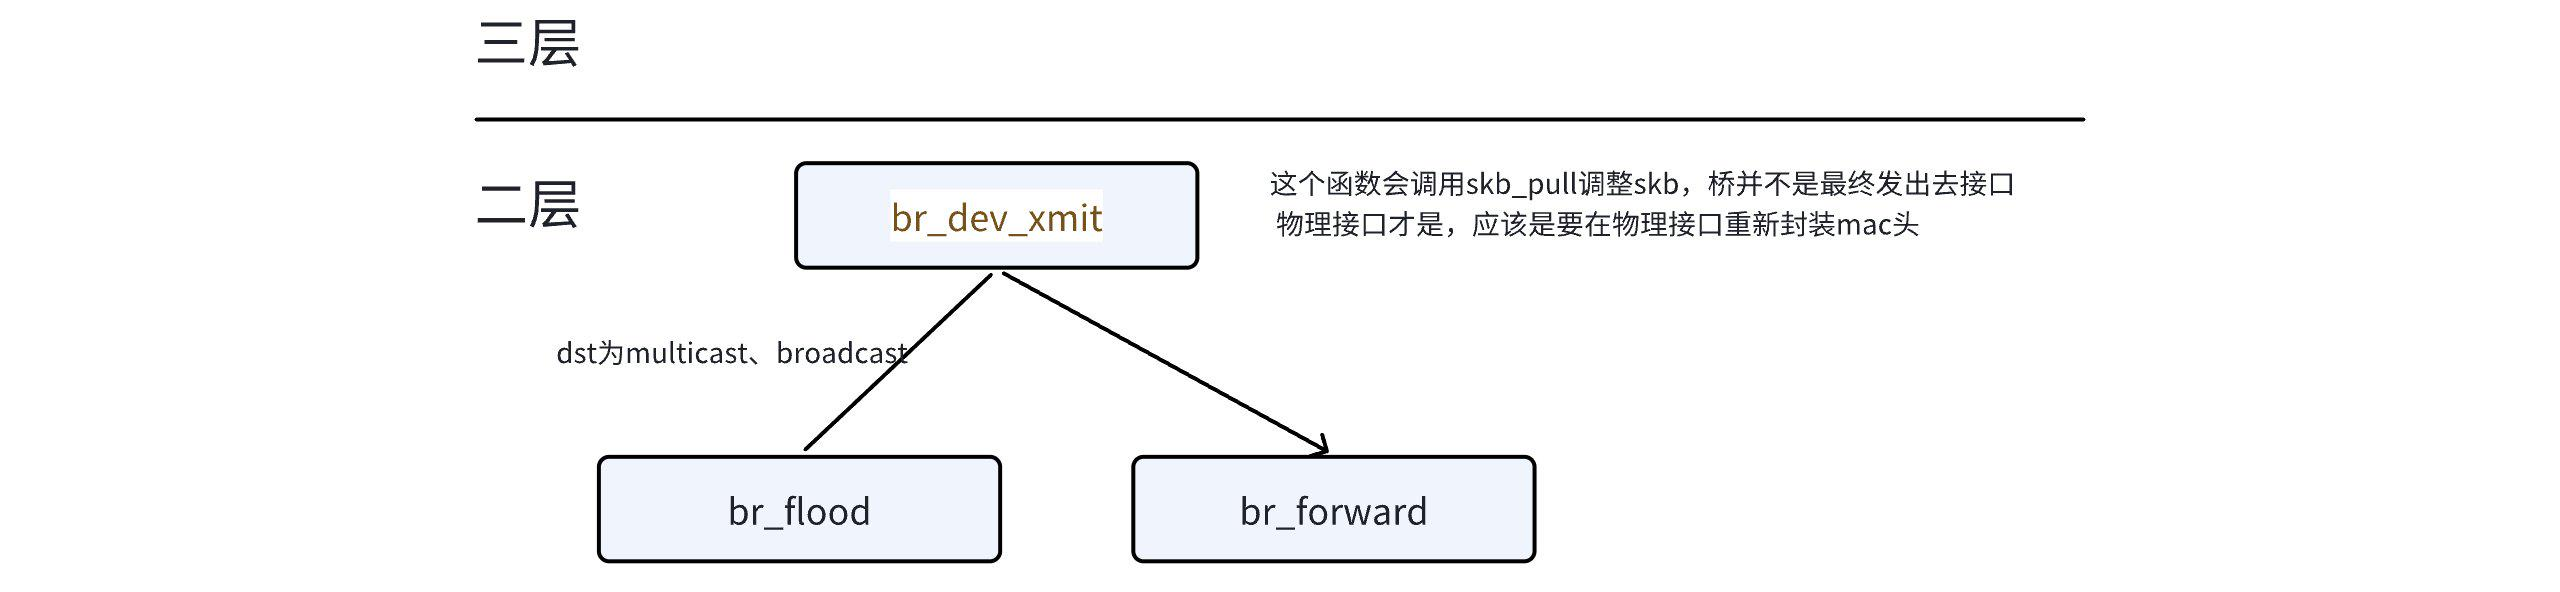 三层
二层
br_dev_xmit
这个函数会调用skb_pull调整skb，桥并不是最终发出去接口
物理接口才是，应该是要在物理接口重新封装mac头
dst为multicast、broadcast
br_flood
br_forward